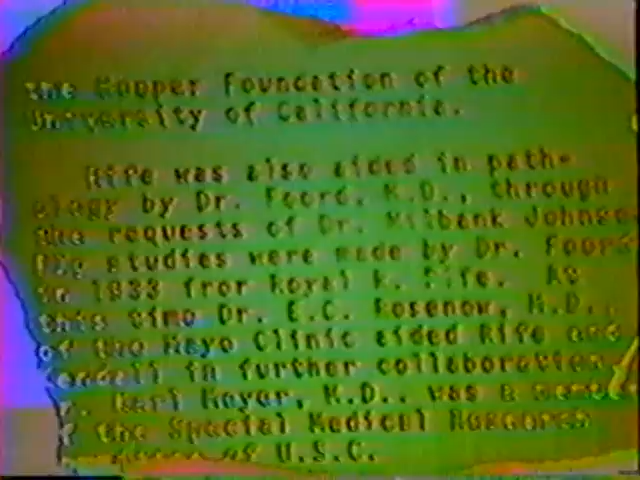 the Hooper Foundation of the
University of California.
Rife was also aided in path-
ology by Dr. Foord, M.D., through
the requests of Dr. Milbank Johnson
studies were made by Dr. Foord
in 1933 for Royal R. Rife. At
this time Dr. E.C. Rosenow, M.D.,
of the Mayo Clinic aided Rife and
Kendall in further collaboration
Karl Meyer, M.D., was a membe
the Special Medical Research
of U.S.C.